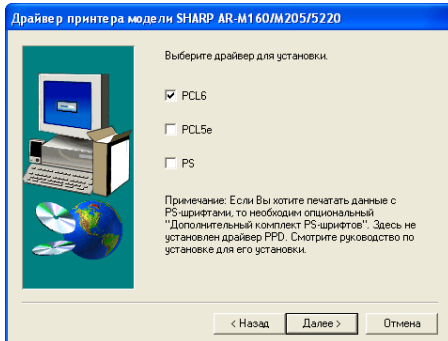 Драйвер принтера модели SHARP AR-M160/M205/5220
Выберите драйвер для установки.
PCL6
PCL5e
PS
Примечание: Если Вы хотите печатать данные с
PS-шрифтами, то необходим опциональный
"Дополнительный комплект PS-шрифтов". Здесь не
установлен драйвер PPD. Смотрите руководство по
установке для его установки.
< Назад
Далее >
Отмена